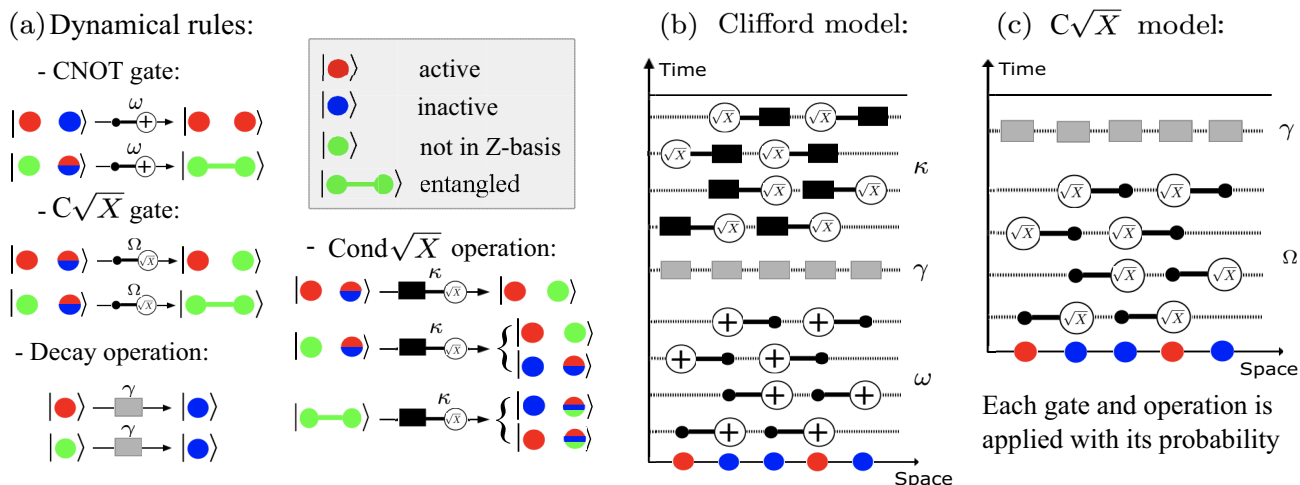 (a) Dynamical rules:
- CNOT gate:
ω
ω
- C√X gate:
Ω
√X
Ω
√X
- Decay operation:
γ
γ
active
inactive
not in Z-basis
entangled
- Cond√X operation:
κ
√X
κ
√X
κ
√X
(b) Clifford model:
Time
√X √X
√X √X
κ
√X √X
√X √X
γ
ω
Space
(c) C√X model:
Time
γ
√X √X
√X √X
Ω
√X √X
√X √X
Space
Each gate and operation is
applied with its probability